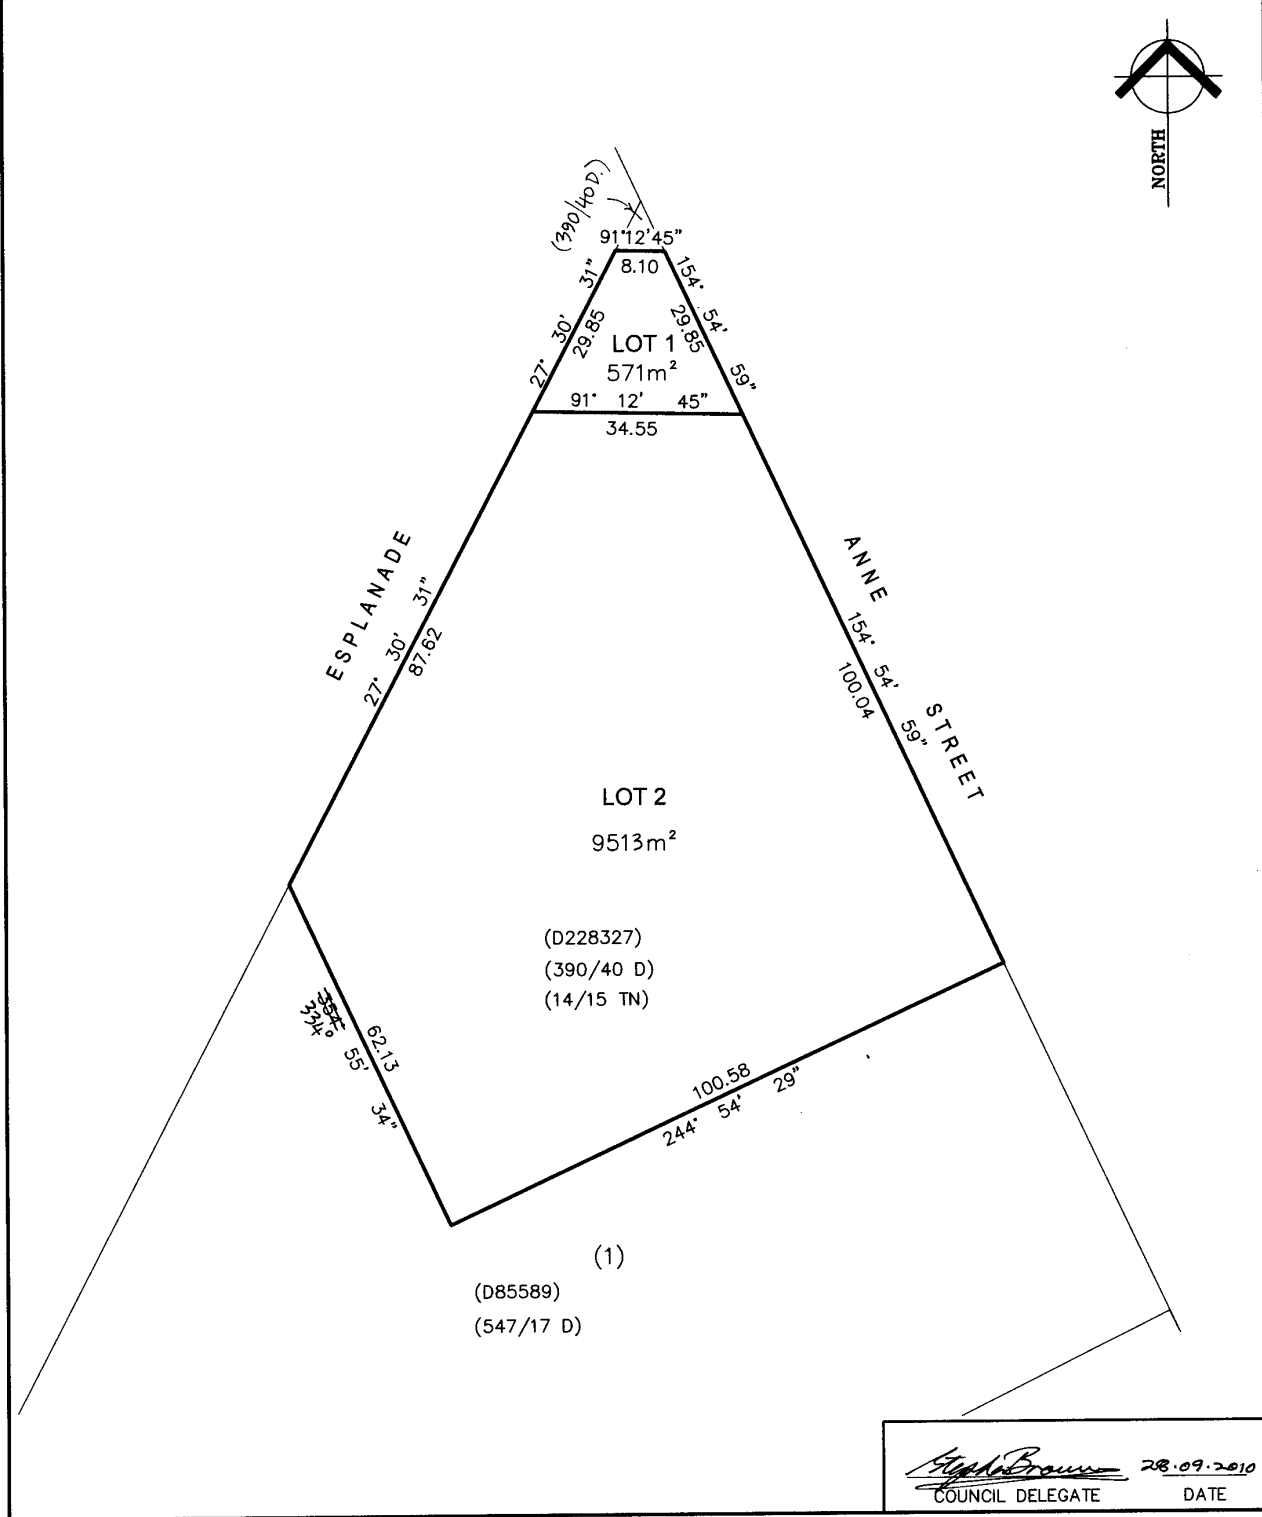 NORTH
(390/40D.)
91°12'45"
8.10
27° 30' 31"
29.85
154° 54' 59"
29.85
LOT 1
571m²
91° 12' 45"
34.55
ESPLANADE
27° 30' 31"
87.62
ANNE STREET
154° 54' 59"
100.04
LOT 2
9513m²
(D228327)
(390/40 D)
(14/15 TN)
354°
334° 55' 34"
62.13
100.58
244° 54' 29"
(1)
(D85589)
(547/17 D)
Stephen Brown 28·09·2010
COUNCIL DELEGATE DATE